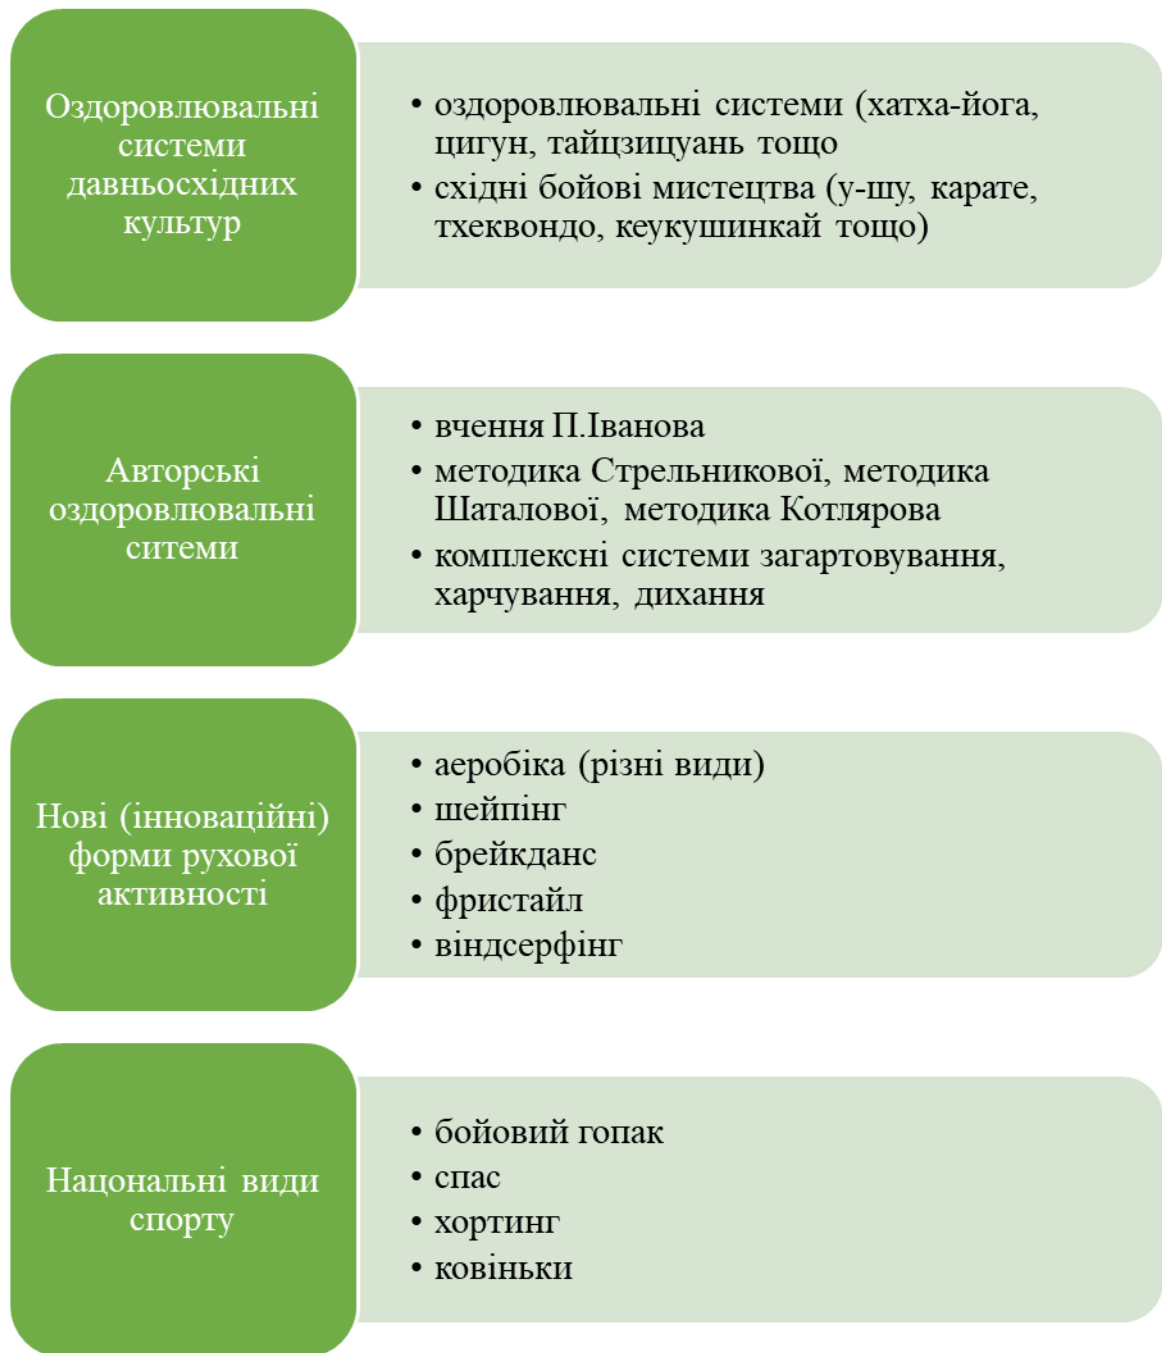 Оздоровлювальні
системи
давньосхідних
культур
• оздоровлювальні системи (хатха-йога,
цигун, тайцзицуань тощо
• східні бойові мистецтва (у-шу, карате,
тхеквондо, кеукушинкай тощо)
Авторські
оздоровлювальні
ситеми
• вчення П.Іванова
• методика Стрельникової, методика
Шаталової, методика Котлярова
• комплексні системи загартовування,
харчування, дихання
Нові (інноваційні)
форми рухової
активності
• аеробіка (різні види)
• шейпінг
• брейкданс
• фристайл
• віндсерфінг
Націонaльні види
спорту
• бойовий гопак
• спас
• хортинг
• ковіньки